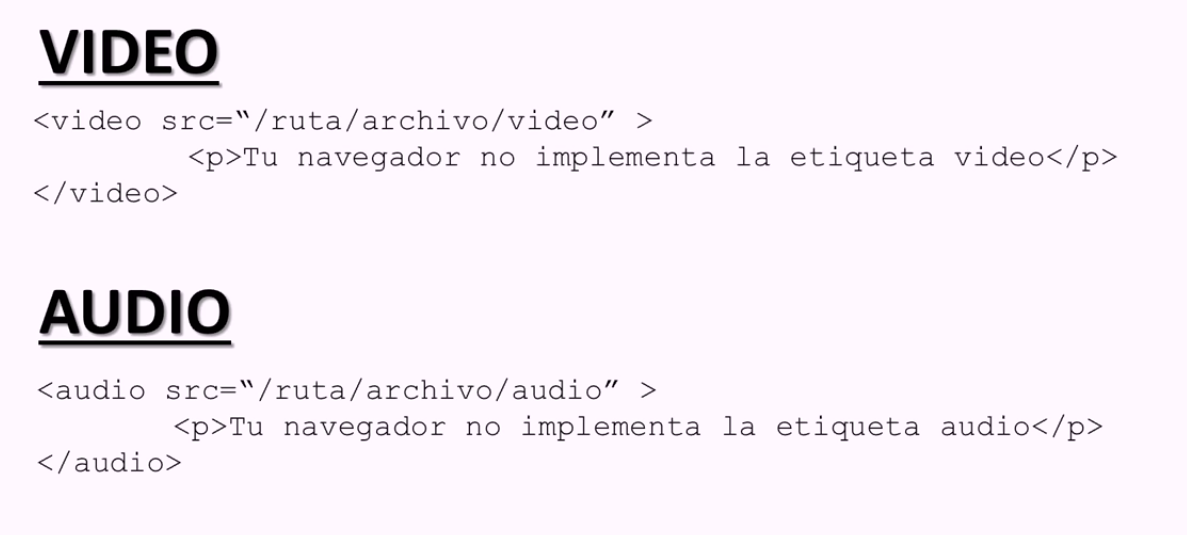 VIDEO
<video src=“/ruta/archivo/video” >
<p>Tu navegador no implementa la etiqueta video</p>
</video>
AUDIO
<audio src=“/ruta/archivo/audio” >
<p>Tu navegador no implementa la etiqueta audio</p>
</audio>